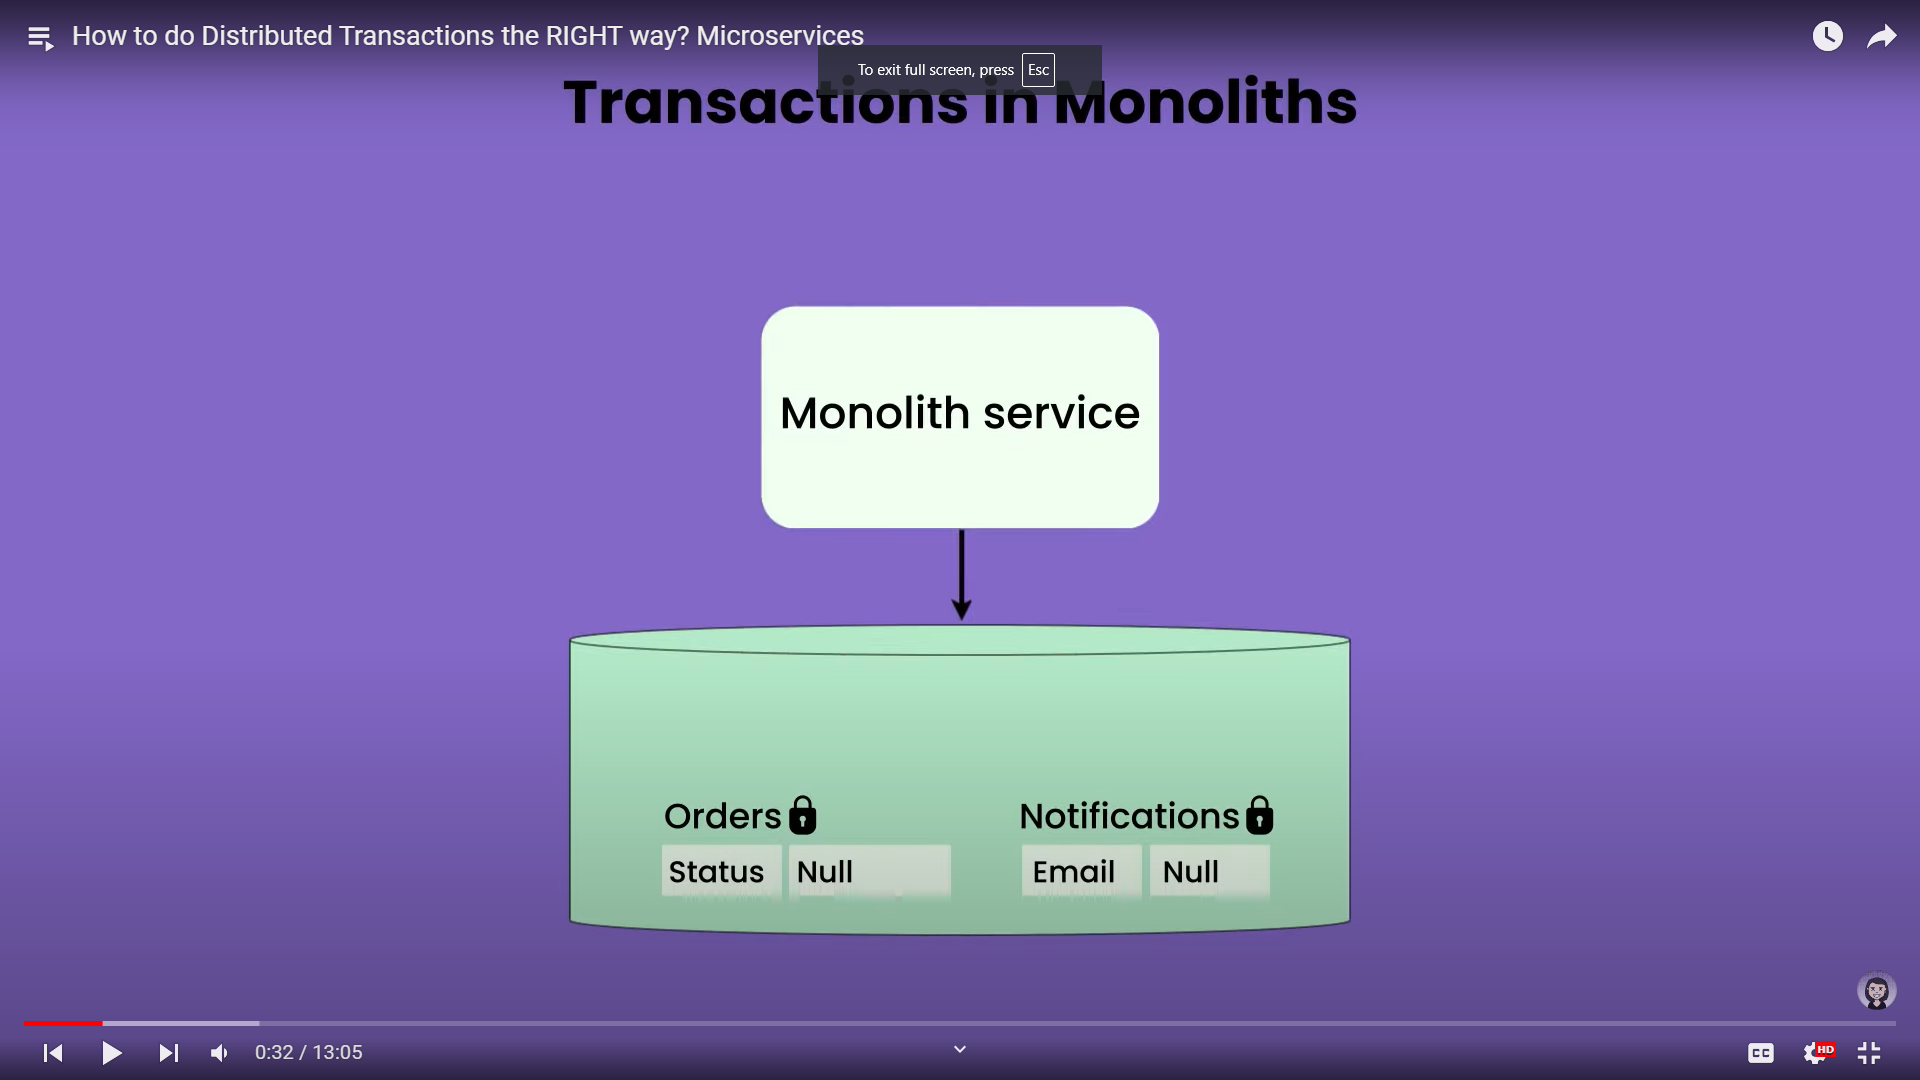 How to do Distributed Transactions the RIGHT way? Microservices
To exit full screen, press Esc
Transactions in Monoliths
Monolith service
Orders Notifications
Status Null Email Null
0:32 / 13:05
CC HD